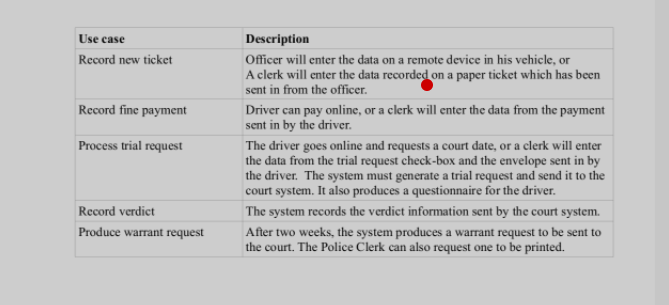 Use case Description
Record new ticket Officer will enter the data on a remote device in his vehicle, or
A clerk will enter the data recorded on a paper ticket which has been
sent in from the officer.
Record fine payment Driver can pay online, or a clerk will enter the data from the payment
sent in by the driver.
Process trial request The driver goes online and requests a court date, or a clerk will enter
the data from the trial request check-box and the envelope sent in by
the driver. The system must generate a trial request and send it to the
court system. It also produces a questionnaire for the driver.
Record verdict The system records the verdict information sent by the court system.
Produce warrant request After two weeks, the system produces a warrant request to be sent to
the court. The Police Clerk can also request one to be printed.